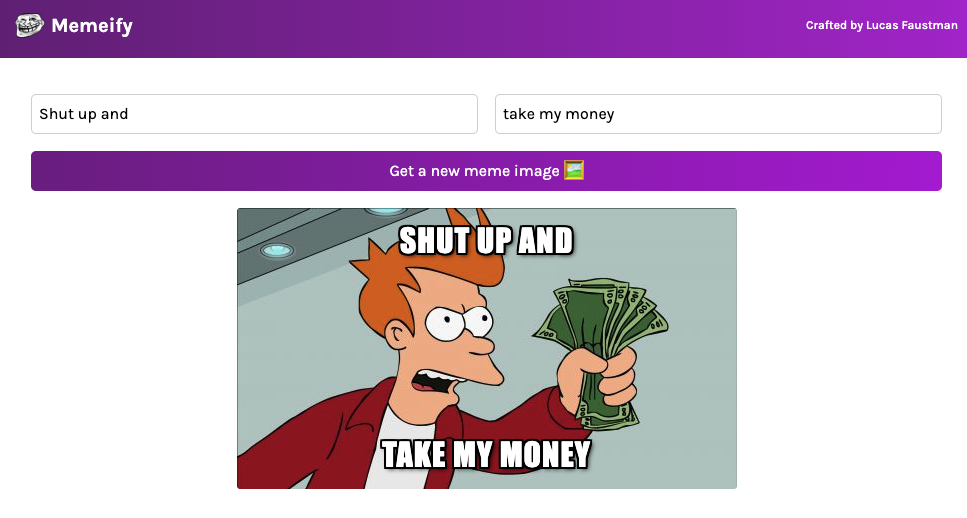 Memeify
Crafted by Lucas Faustman
Shut up and
take my money
Get a new meme image 🖼️
SHUT UP AND
TAKE MY MONEY